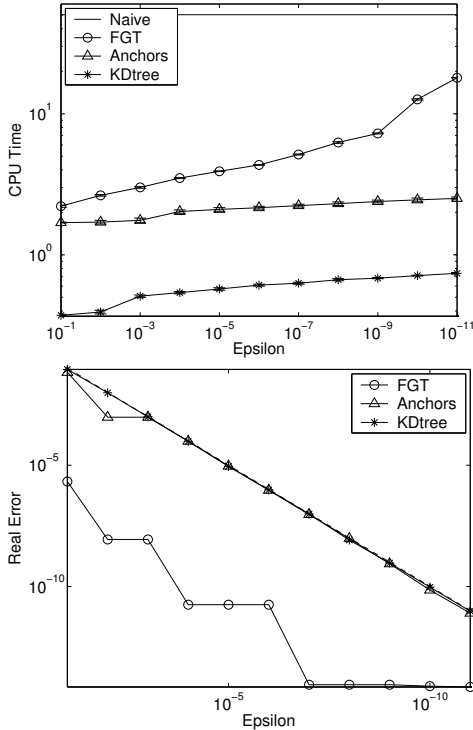 Naive
FGT
Anchors
KDtree
CPU Time
10^1
10^0
10^-1
10^-3
10^-5
10^-7
10^-9
10^-11
Epsilon
FGT
Anchors
KDtree
Real Error
10^-5
10^-10
10^-5
10^-10
Epsilon